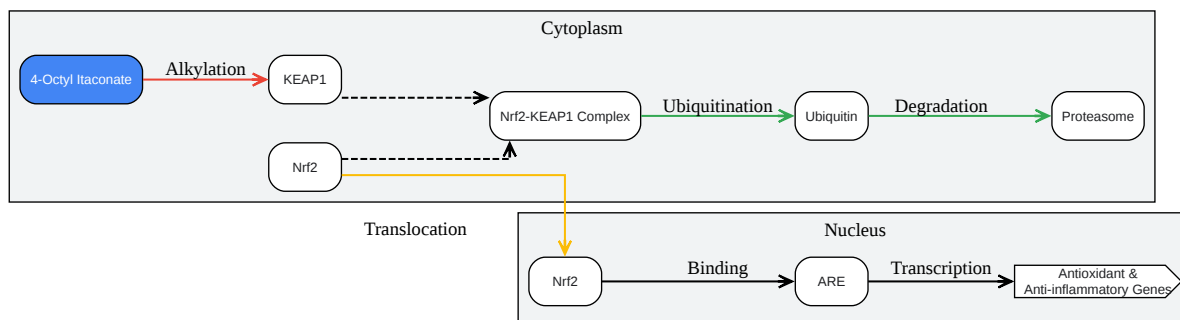 Cytoplasm
4-Octyl Itaconate
Alkylation
KEAP1
Nrf2-KEAP1 Complex
Ubiquitination
Ubiquitin
Degradation
Proteasome
Nrf2
Translocation
Nucleus
Nrf2
Binding
ARE
Transcription
Antioxidant &
Anti-inflammatory Genes